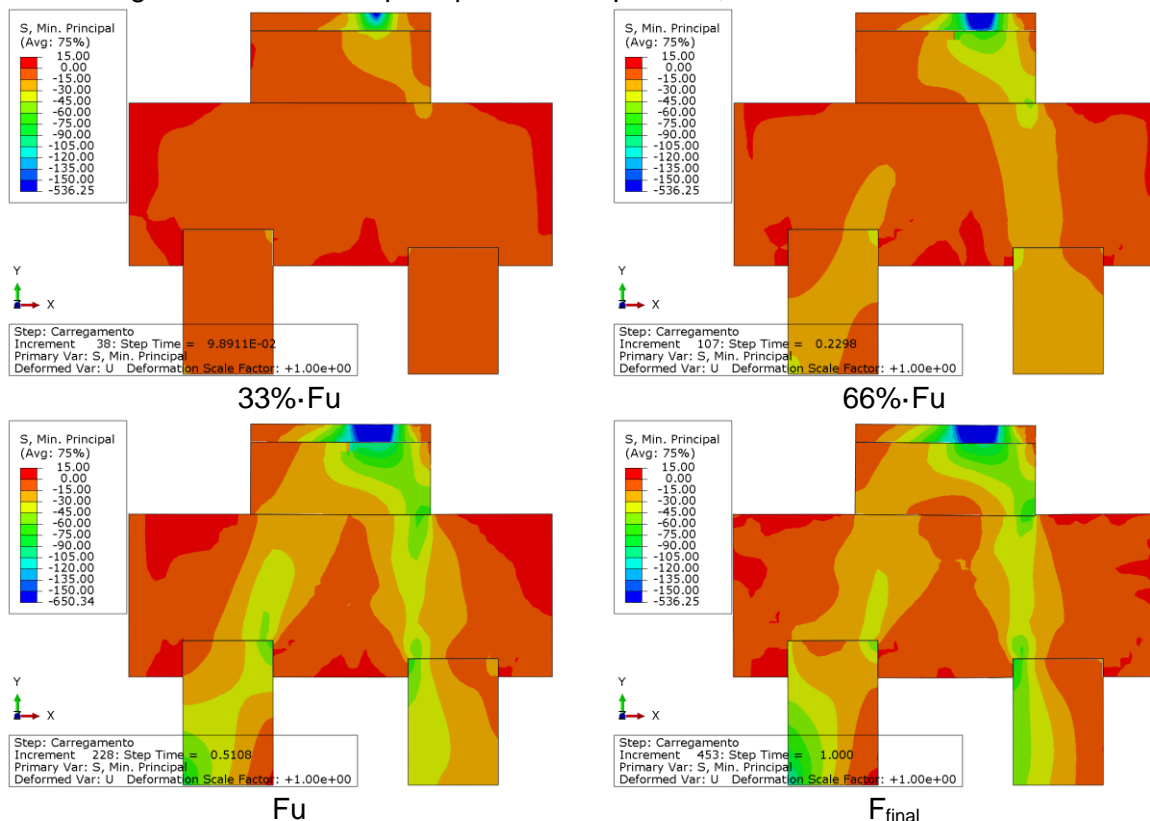 S, Min. Principal
(Avg: 75%)
15.00
0.00
-15.00
-30.00
-45.00
-60.00
-75.00
-90.00
-105.00
-120.00
-135.00
-150.00
-536.25
Y
Z X
Step: Carregamento
Increment 38: Step Time = 9.8911E-02
Primary Var: S, Min. Principal
Deformed Var: U Deformation Scale Factor: +1.00e+00
33%·Fu
S, Min. Principal
(Avg: 75%)
15.00
0.00
-15.00
-30.00
-45.00
-60.00
-75.00
-90.00
-105.00
-120.00
-135.00
-150.00
-536.25
Y
Z X
Step: Carregamento
Increment 107: Step Time = 0.2298
Primary Var: S, Min. Principal
Deformed Var: U Deformation Scale Factor: +1.00e+00
66%·Fu
S, Min. Principal
(Avg: 75%)
15.00
0.00
-15.00
-30.00
-45.00
-60.00
-75.00
-90.00
-105.00
-120.00
-135.00
-150.00
-650.34
Y
Z X
Step: Carregamento
Increment 228: Step Time = 0.5108
Primary Var: S, Min. Principal
Deformed Var: U Deformation Scale Factor: +1.00e+00
Fu
S, Min. Principal
(Avg: 75%)
15.00
0.00
-15.00
-30.00
-45.00
-60.00
-75.00
-90.00
-105.00
-120.00
-135.00
-150.00
-536.25
Y
Z X
Step: Carregamento
Increment 453: Step Time = 1.000
Primary Var: S, Min. Principal
Deformed Var: U Deformation Scale Factor: +1.00e+00
Ffinal